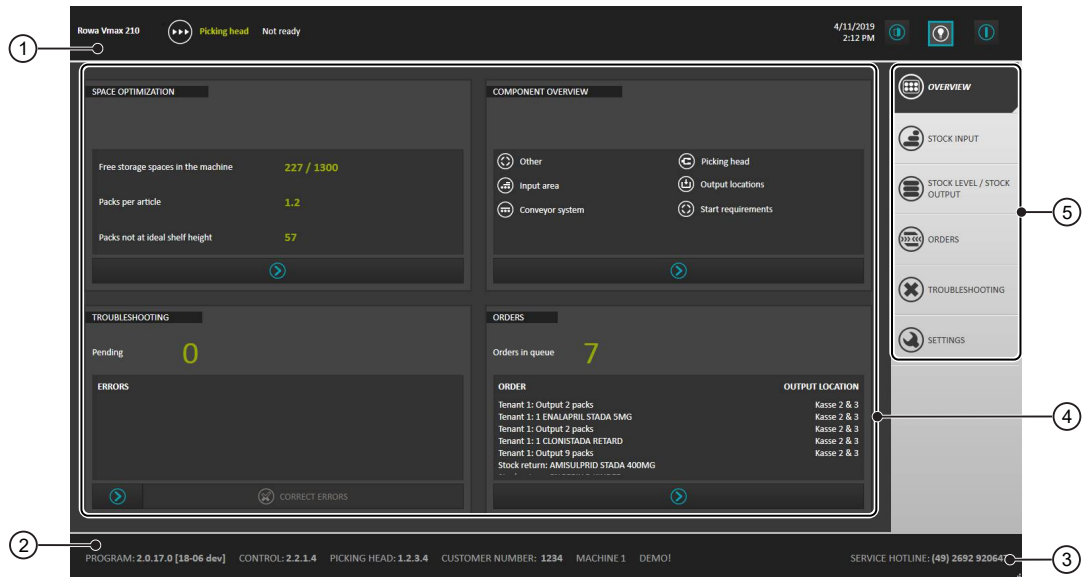 Rowa Vmax 210 Picking head Not ready
4/11/2019
2:12 PM
1
SPACE OPTIMIZATION
Free storage spaces in the machine 227 / 1300
Packs per article 1.2
Packs not at ideal shelf height 57
COMPONENT OVERVIEW
Other
Input area
Conveyor system
Picking head
Output locations
Start requirements
TROUBLESHOOTING
Pending 0
ERRORS
CORRECT ERRORS
ORDERS
Orders in queue 7
ORDER OUTPUT LOCATION
Tenant 1: Output 2 packs Kasse 2 & 3
Tenant 1: 1 ENALAPRIL STADA 5MG Kasse 2 & 3
Tenant 1: Output 2 packs Kasse 2 & 3
Tenant 1: 1 CLONISTADA RETARD Kasse 2 & 3
Tenant 1: Output 9 packs Kasse 2 & 3
Stock return: AMISULPRID STADA 400MG
OVERVIEW
STOCK INPUT
STOCK LEVEL / STOCK
OUTPUT
ORDERS
TROUBLESHOOTING
SETTINGS
5
4
2
PROGRAM: 2.0.17.0 [18-06 dev] CONTROL: 2.2.1.4 PICKING HEAD: 1.2.3.4 CUSTOMER NUMBER: 1234 MACHINE 1 DEMO!
SERVICE HOTLINE: (49) 2692 92064
3